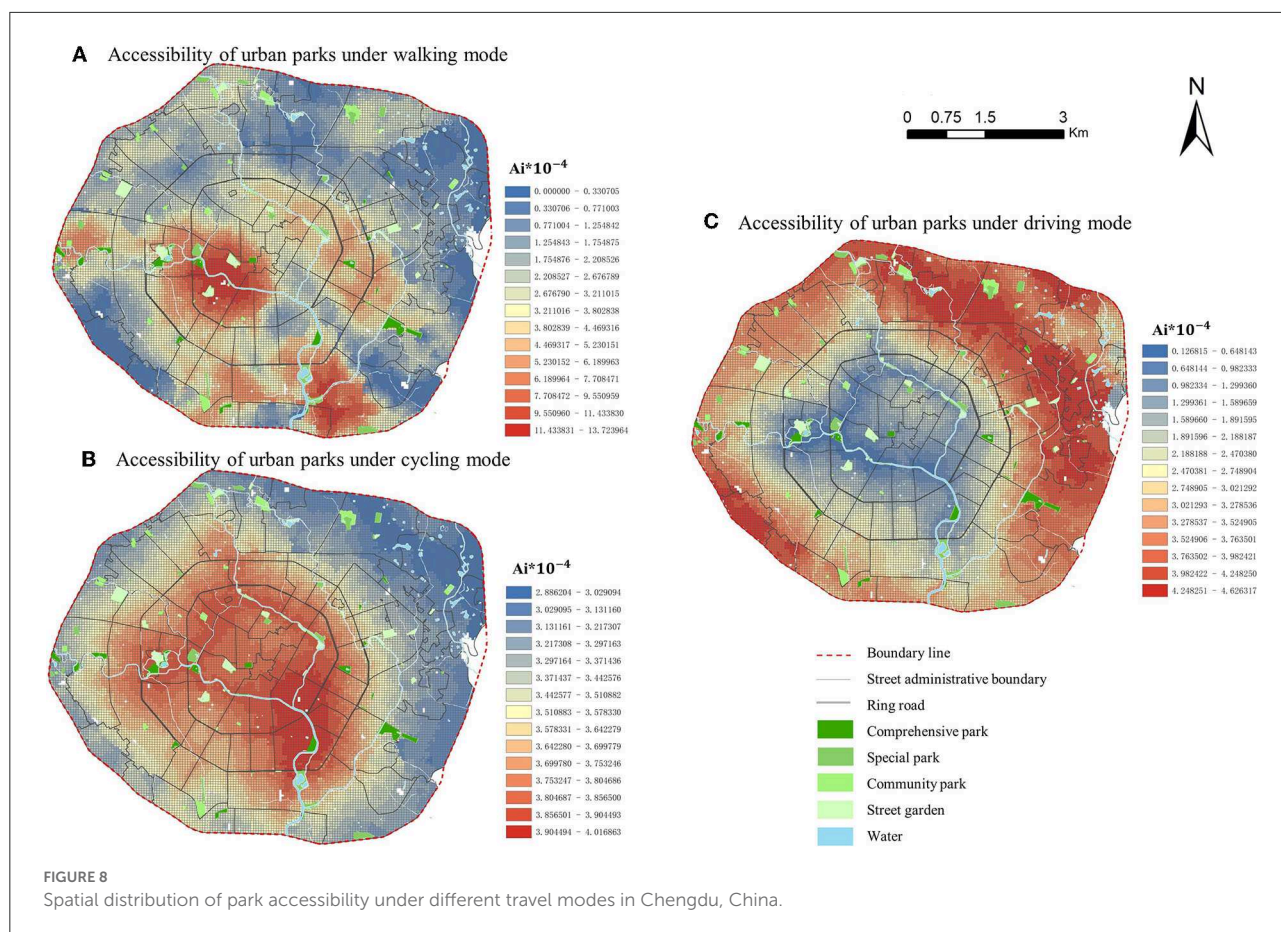 A Accessibility of urban parks under walking mode
Ai*10⁻⁴
0.000000 - 0.330705
0.330706 - 0.771003
0.771004 - 1.254842
1.254843 - 1.754875
1.754876 - 2.208526
2.208527 - 2.676789
2.676790 - 3.211015
3.211016 - 3.802838
3.802839 - 4.469316
4.469317 - 5.230151
5.230152 - 6.189963
6.189964 - 7.708471
7.708472 - 9.550959
9.550960 - 11.433830
11.433831 - 13.723964
B Accessibility of urban parks under cycling mode
Ai*10⁻⁴
2.886204 - 3.029094
3.029095 - 3.131160
3.131161 - 3.217307
3.217308 - 3.297163
3.297164 - 3.371436
3.371437 - 3.442576
3.442577 - 3.510882
3.510883 - 3.578330
3.578331 - 3.642279
3.642280 - 3.699779
3.699780 - 3.753246
3.753247 - 3.804686
3.804687 - 3.856500
3.856501 - 3.904493
3.904494 - 4.016863
N
0 0.75 1.5 3
Km
C Accessibility of urban parks under driving mode
Ai*10⁻⁴
0.126815 - 0.648143
0.648144 - 0.982333
0.982334 - 1.299360
1.299361 - 1.589659
1.589660 - 1.891595
1.891596 - 2.188187
2.188188 - 2.470380
2.470381 - 2.748904
2.748905 - 3.021292
3.021293 - 3.278536
3.278537 - 3.524905
3.524906 - 3.763501
3.763502 - 3.982421
3.982422 - 4.248250
4.248251 - 4.626317
Boundary line
Street administrative boundary
Ring road
Comprehensive park
Special park
Community park
Street garden
Water
FIGURE 8
Spatial distribution of park accessibility under different travel modes in Chengdu, China.